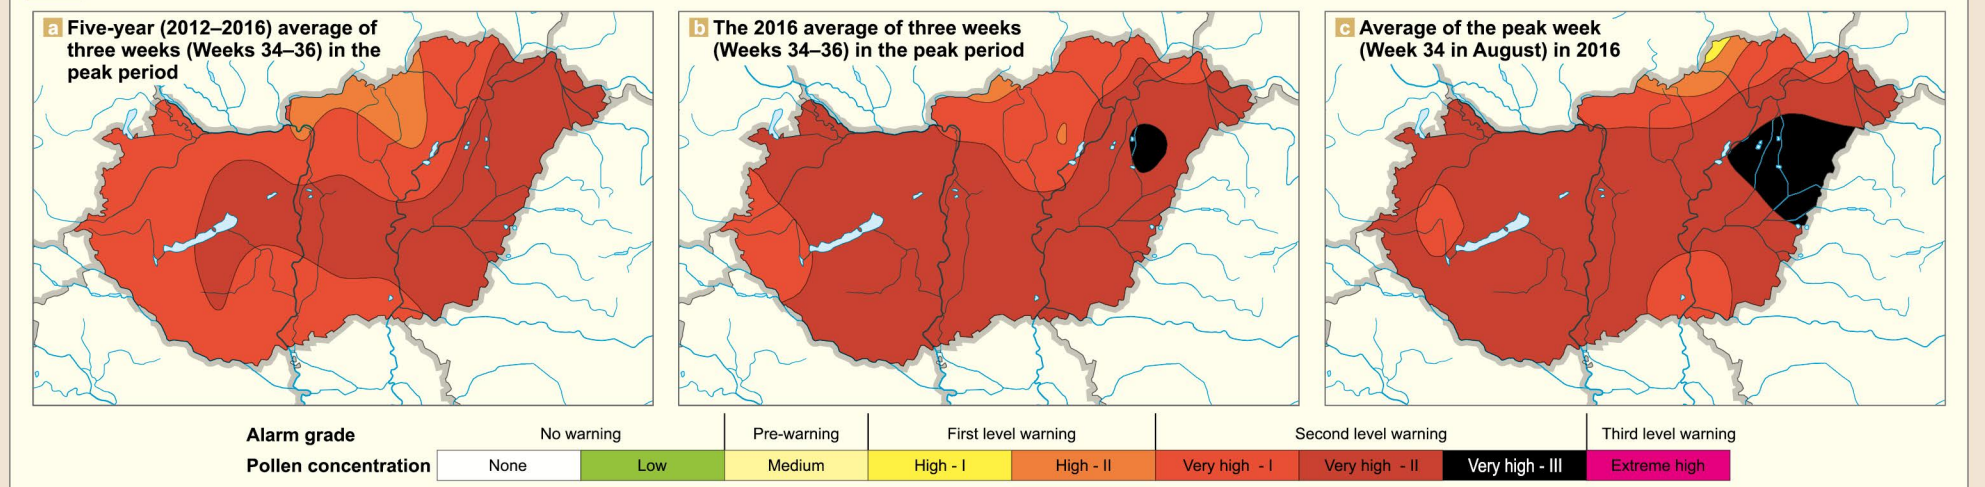 a Five-year (2012–2016) average of
three weeks (Weeks 34–36) in the
peak period
b The 2016 average of three weeks
(Weeks 34–36) in the peak period
c Average of the peak week
(Week 34 in August) in 2016
Alarm grade No warning Pre-warning First level warning Second level warning Third level warning
Pollen concentration None Low Medium High - I High - II Very high - I Very high - II Very high - III Extreme high